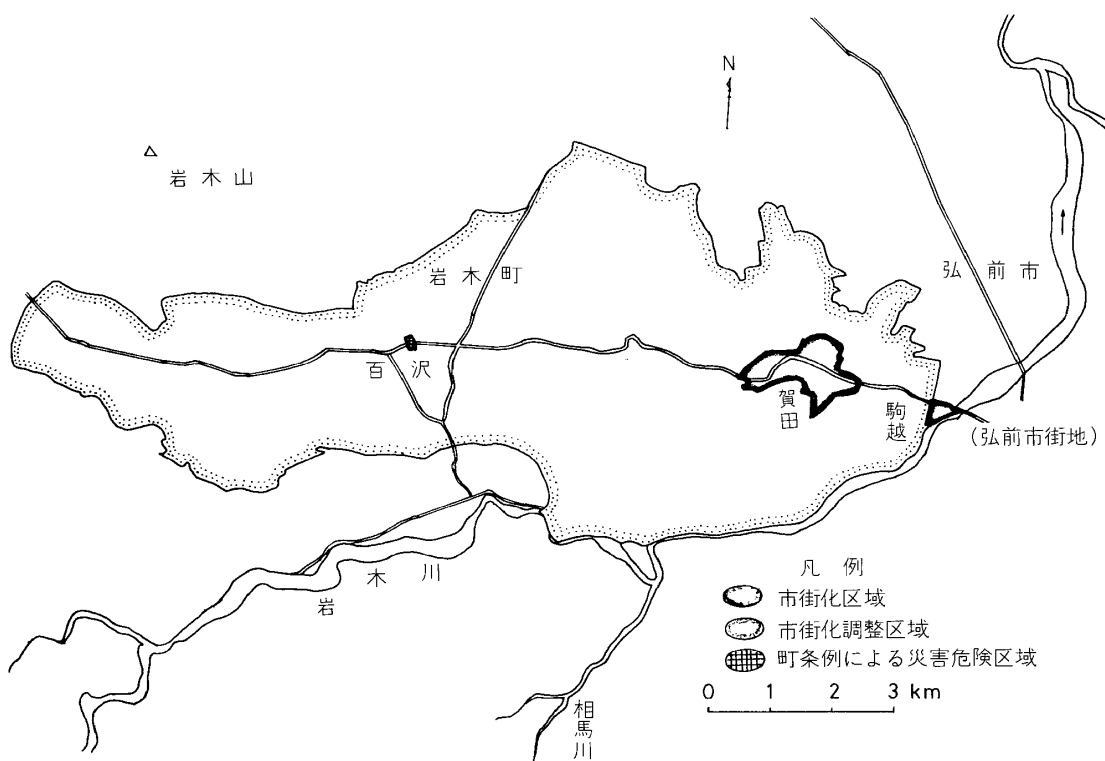 N
岩木山
岩木町
弘前市
百沢
賀田
駒越
(弘前市街地)
岩木川
相馬川
凡例
市街化区域
市街化調整区域
町条例による災害危険区域
0 1 2 3 km